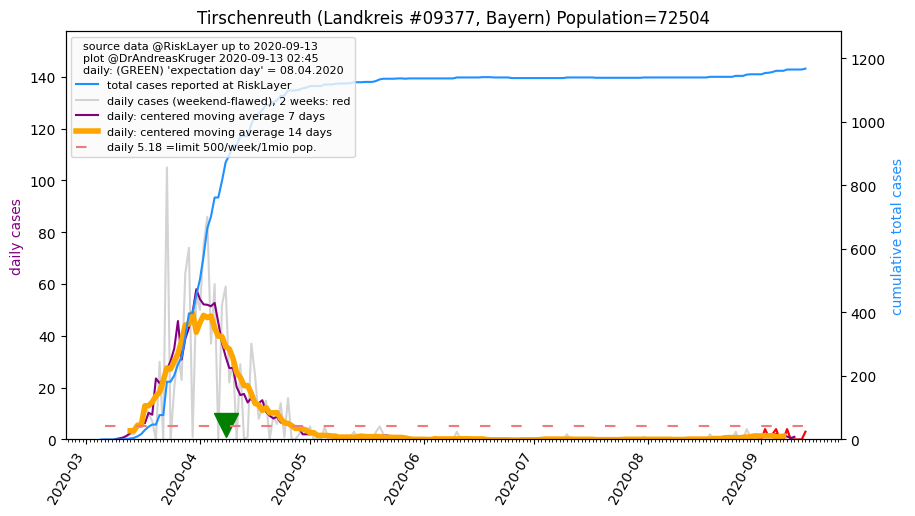 Tirschenreuth (Landkreis #09377, Bayern) Population=72504
source data @RiskLayer up to 2020-09-13
plot @DrAndreasKruger 2020-09-13 02:45
daily: (GREEN) 'expectation day' = 08.04.2020
total cases reported at RiskLayer
daily cases (weekend-flawed), 2 weeks: red
daily: centered moving average 7 days
daily: centered moving average 14 days
daily 5.18 =limit 500/week/1mio pop.
daily cases
140
120
100
80
60
40
20
0
cumulative total cases
1200
1000
800
600
400
200
0
2020-03
2020-04
2020-05
2020-06
2020-07
2020-08
2020-09